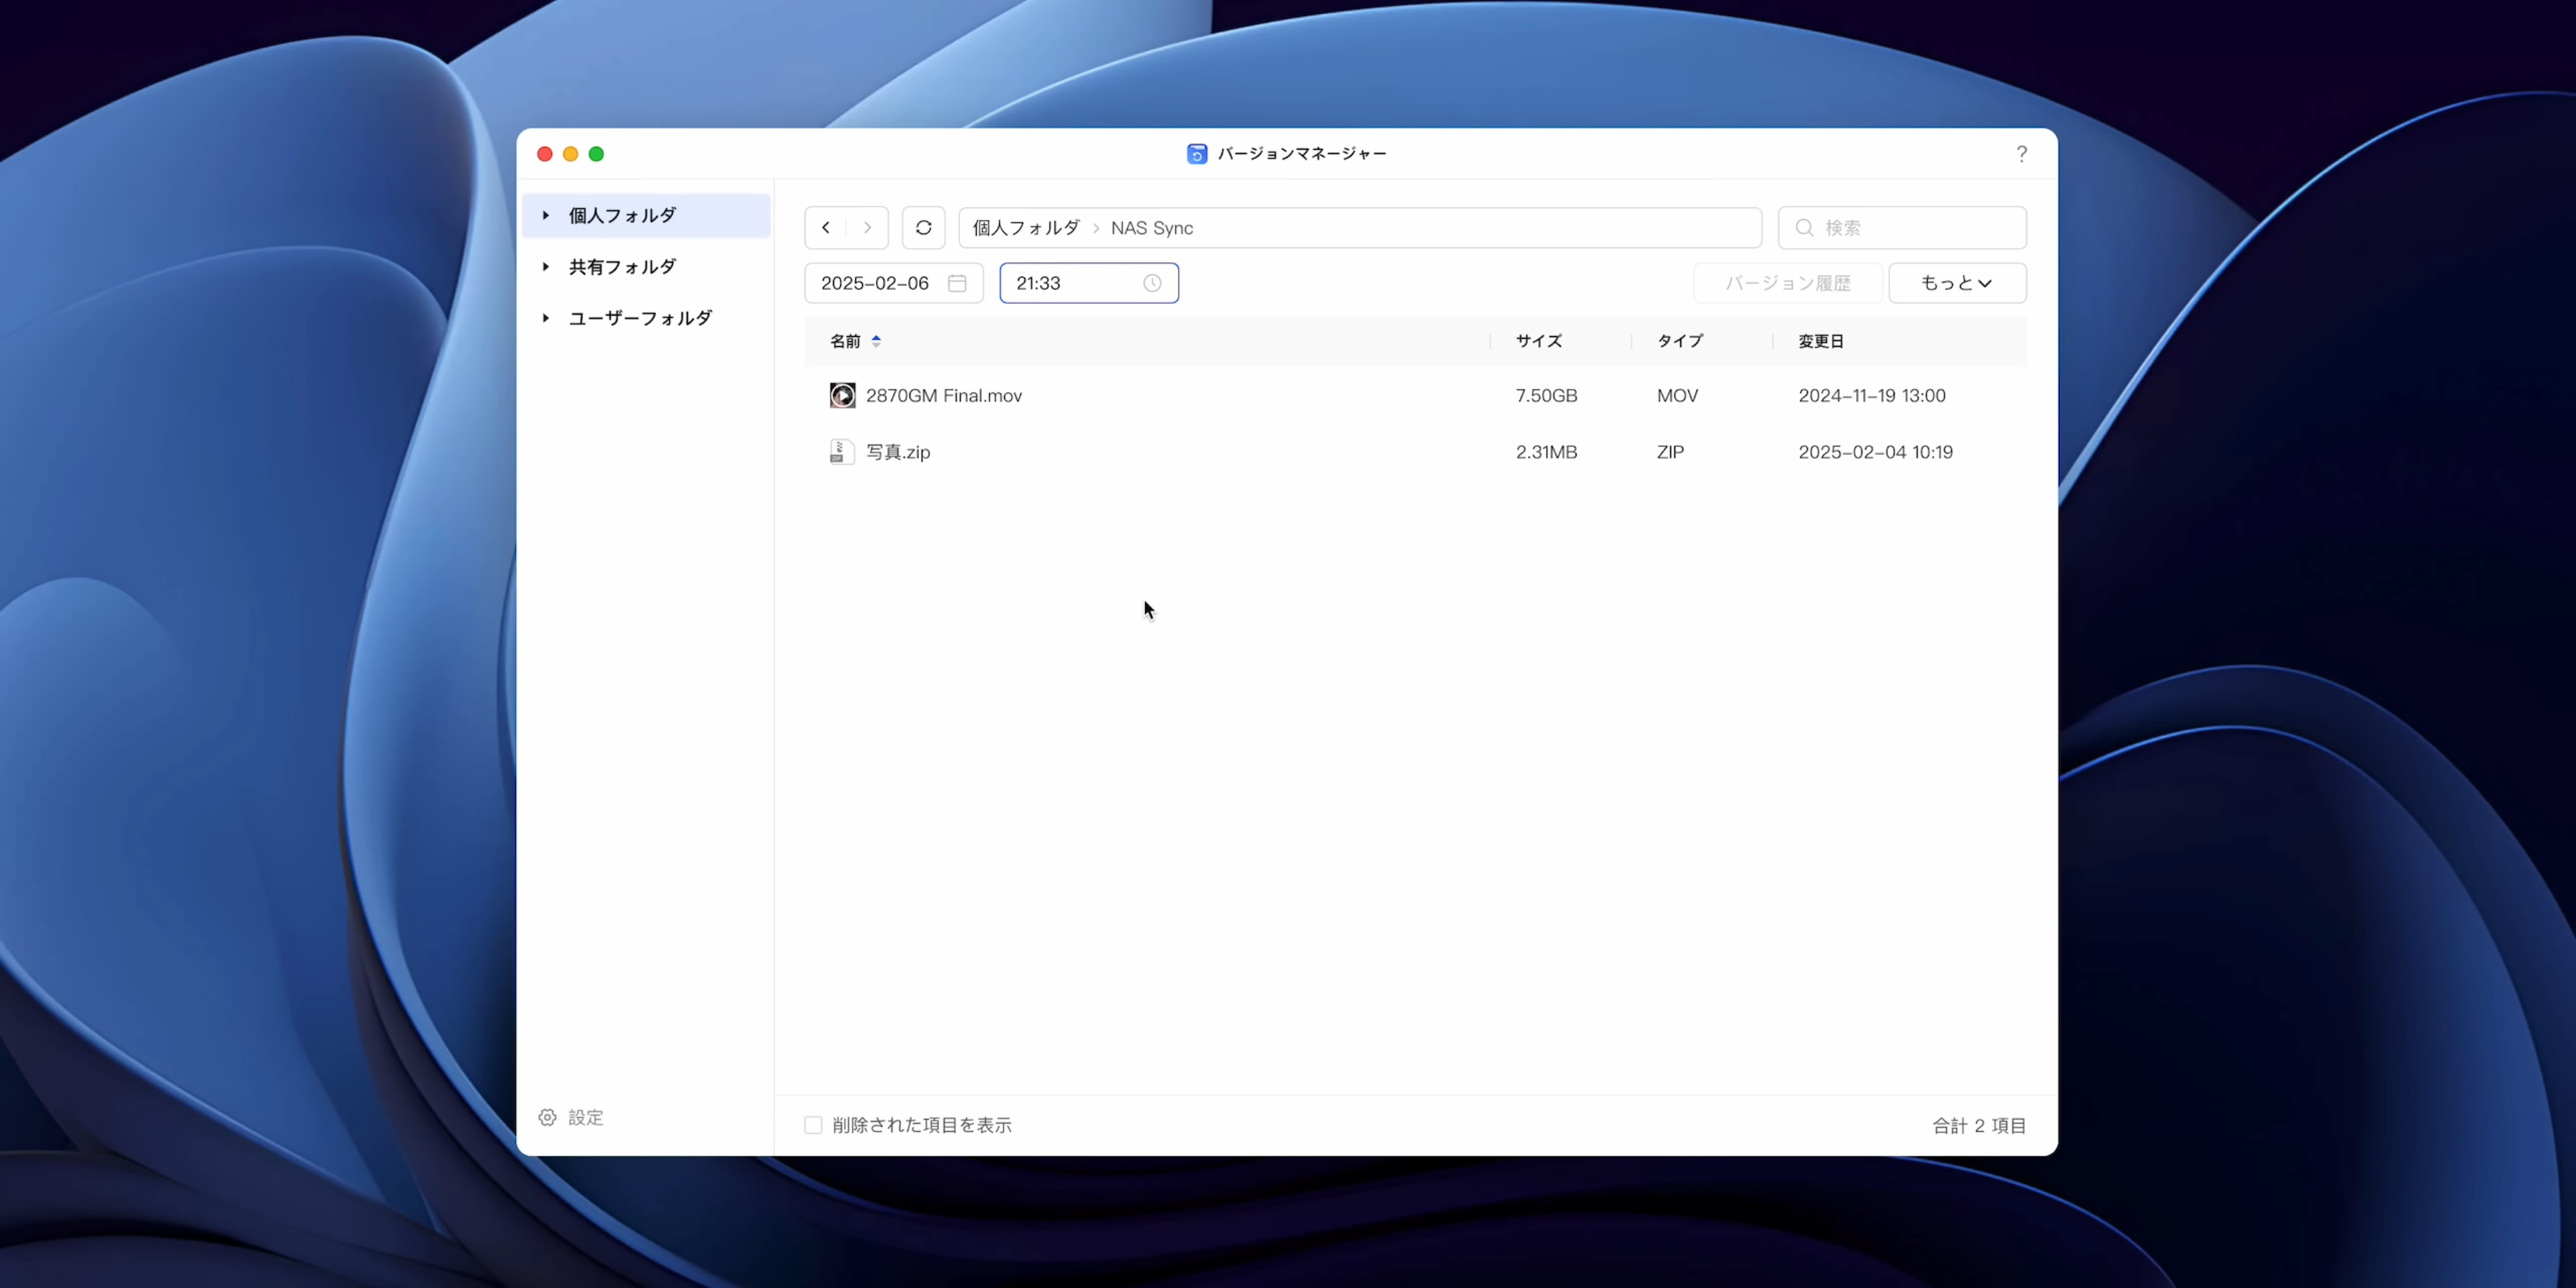 バージョンマネージャー
?
個人フォルダ
共有フォルダ
ユーザーフォルダ
設定
個人フォルダ > NAS Sync
検索
2025-02-06
21:33
バージョン履歴
もっと
名前 サイズ タイプ 変更日
2870GM Final.mov 7.50GB MOV 2024-11-19 13:00
写真.zip 2.31MB ZIP 2025-02-04 10:19
削除された項目を表示
合計 2 項目